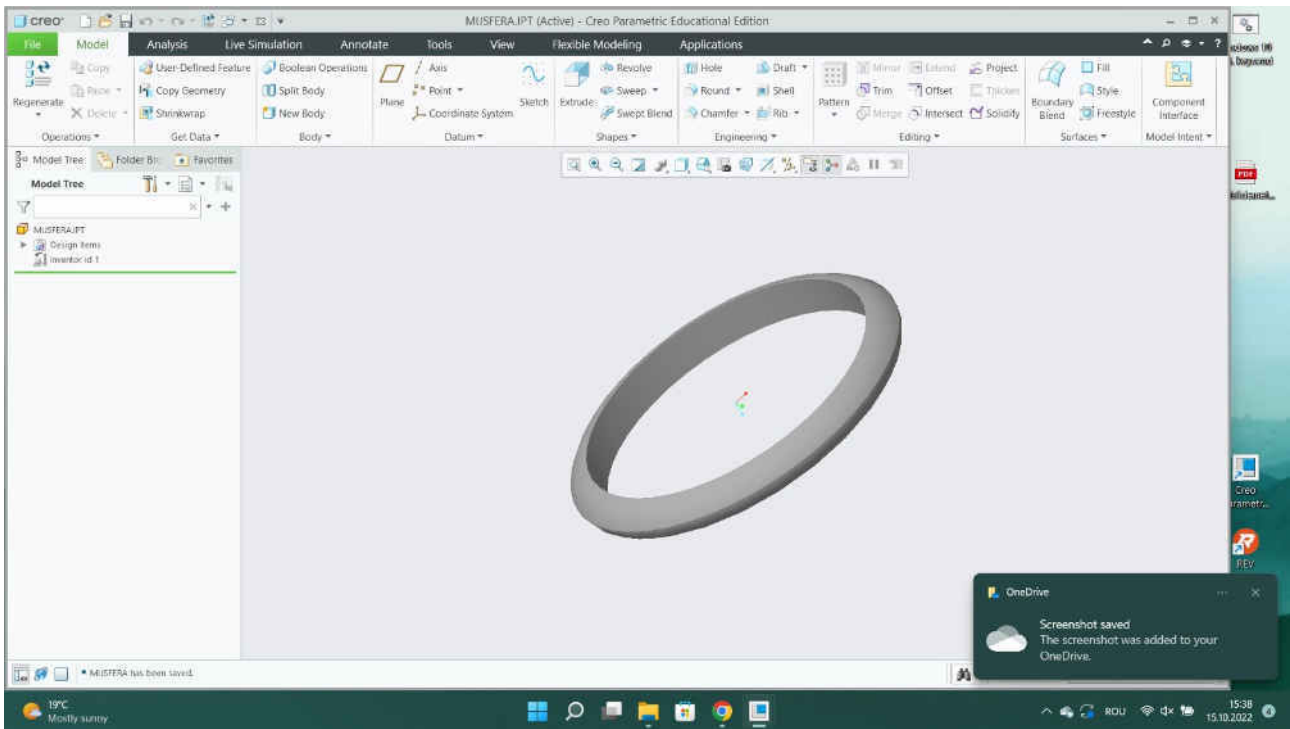 creo
MUSFERA.IPT (Active) - Creo Parametric Educational Edition
File Model Analysis Live Simulation Annotate Tools View Flexible Modeling Applications
Regenerate
Copy
Paste
Delete
Operations
User-Defined Feature
Copy Geometry
Shrinkwrap
Get Data
Boolean Operations
Split Body
New Body
Body
Plane
Axis
Point
Coordinate System
Datum
Sketch
Extrude
Revolve
Sweep
Swept Blend
Shapes
Hole
Round
Chamfer
Draft
Shell
Rib
Engineering
Pattern
Mirror
Trim
Merge
Extend
Offset
Intersect
Project
Thicken
Solidify
Editing
Boundary
Blend
Fill
Style
Freestyle
Surfaces
Component
Interface
Model Intent
Model Tree Folder Favorites
Model Tree
MUSFERA.IPT
Design Items
Inventor id 1
• MUSFERA has been saved.
PDF
Creo
REV
OneDrive
Screenshot saved
The screenshot was added to your
OneDrive.
19°C
Mostly sunny
ROU
15:38
15.10.2022
4